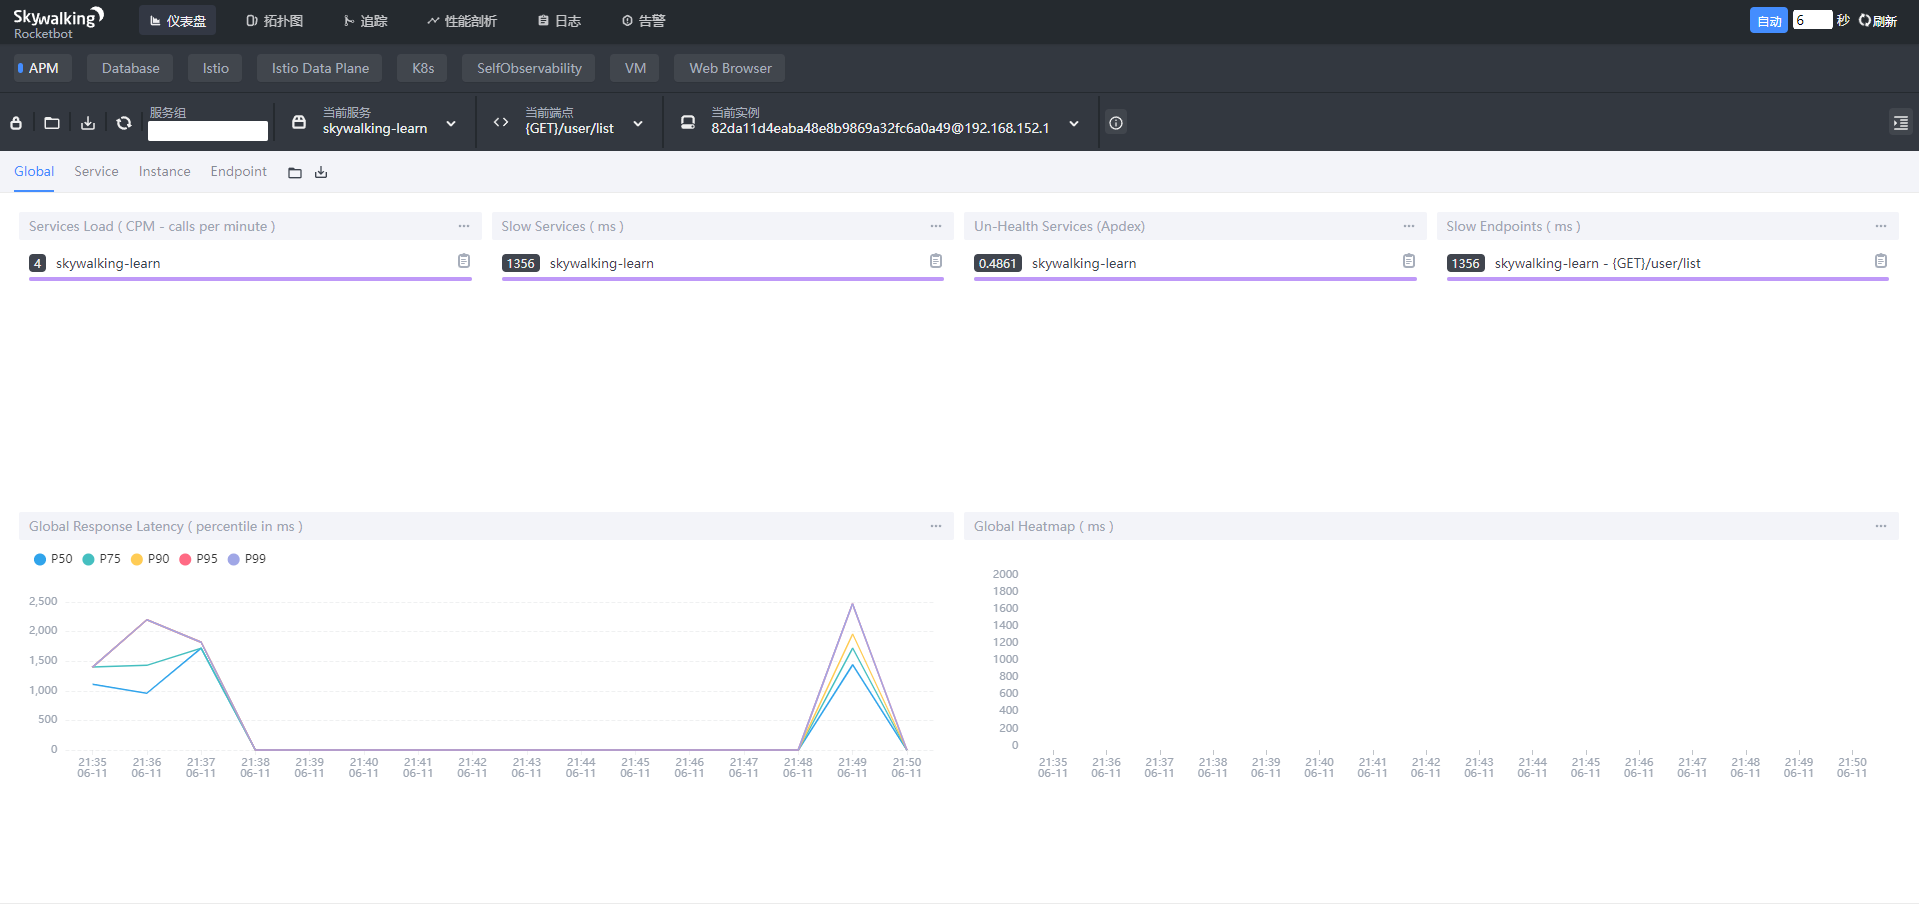 Skywalking
Rocketbot
仪表盘 拓扑图 追踪 性能剖析 日志 告警
自动 6 秒 刷新
APM Database Istio Istio Data Plane K8s SelfObservability VM Web Browser
服务组 当前服务 当前端点 当前实例
skywalking-learn {GET}/user/list 82da11d4eaba48e8b9869a32fc6a0a49@192.168.152.1
Global Service Instance Endpoint
Services Load ( CPM - calls per minute ) ... Slow Services ( ms ) ... Un-Health Services (Apdex) ... Slow Endpoints ( ms ) ...
4 skywalking-learn 1356 skywalking-learn 0.4861 skywalking-learn 1356 skywalking-learn - {GET}/user/list
Global Response Latency ( percentile in ms ) ...
P50 P75 P90 P95 P99
2,500
2,000
1,500
1,000
500
0
21:35 21:36 21:37 21:38 21:39 21:40 21:41 21:42 21:43 21:44 21:45 21:46 21:47 21:48 21:49 21:50
06-11 06-11 06-11 06-11 06-11 06-11 06-11 06-11 06-11 06-11 06-11 06-11 06-11 06-11 06-11 06-11
Global Heatmap ( ms ) ...
2000
1800
1600
1400
1200
1000
800
600
400
200
0
21:35 21:36 21:37 21:38 21:39 21:40 21:41 21:42 21:43 21:44 21:45 21:46 21:47 21:48 21:49 21:50
06-11 06-11 06-11 06-11 06-11 06-11 06-11 06-11 06-11 06-11 06-11 06-11 06-11 06-11 06-11 06-11